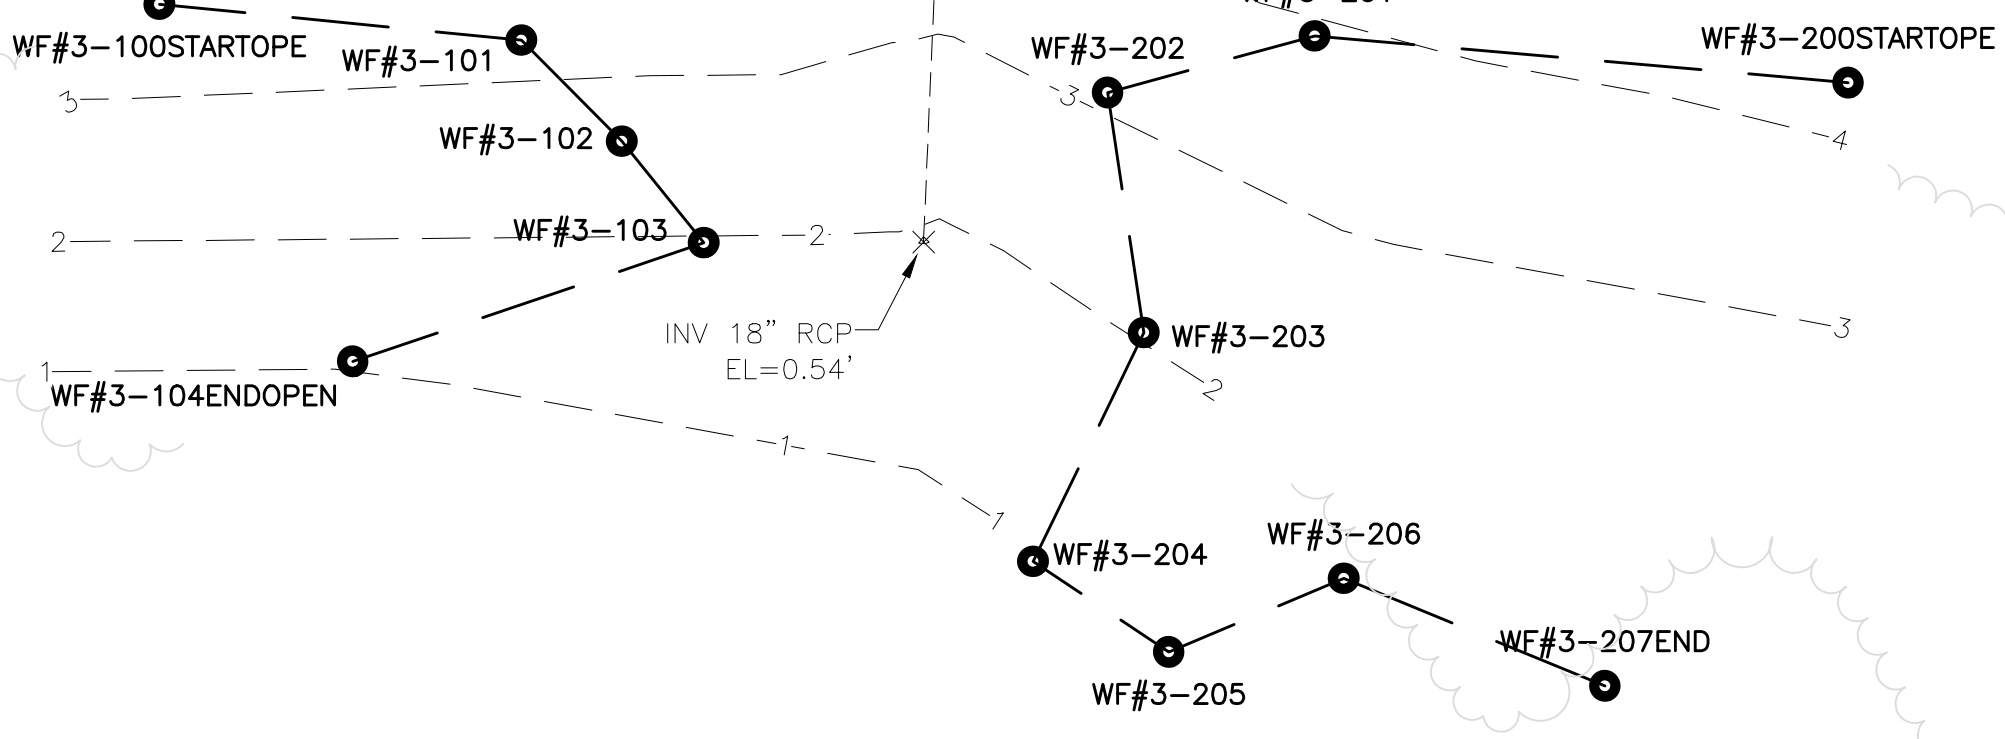 WF#3-100STARTOPE
WF#3-101
WF#3-202
WF#3-200STARTOPE
3
3
4
WF#3-102
WF#3-103
2
2
INV 18" RCP
EL=0.54'
WF#3-203
3
1
WF#3-104ENDOPEN
2
1
1
WF#3-204
WF#3-206
WF#3-205
WF#3-207END